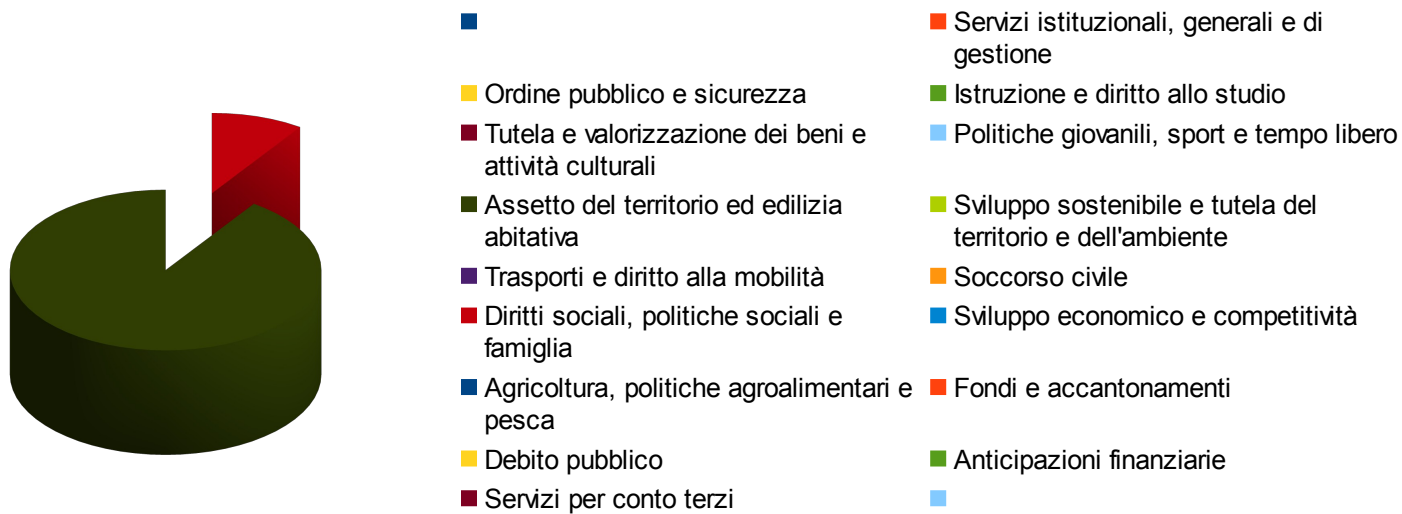 Servizi istituzionali, generali e di
gestione
Ordine pubblico e sicurezza
Istruzione e diritto allo studio
Tutela e valorizzazione dei beni e
attività culturali
Politiche giovanili, sport e tempo libero
Assetto del territorio ed edilizia
abitativa
Sviluppo sostenibile e tutela del
territorio e dell'ambiente
Trasporti e diritto alla mobilità
Soccorso civile
Diritti sociali, politiche sociali e
famiglia
Sviluppo economico e competitività
Agricoltura, politiche agroalimentari e
pesca
Fondi e accantonamenti
Debito pubblico
Anticipazioni finanziarie
Servizi per conto terzi